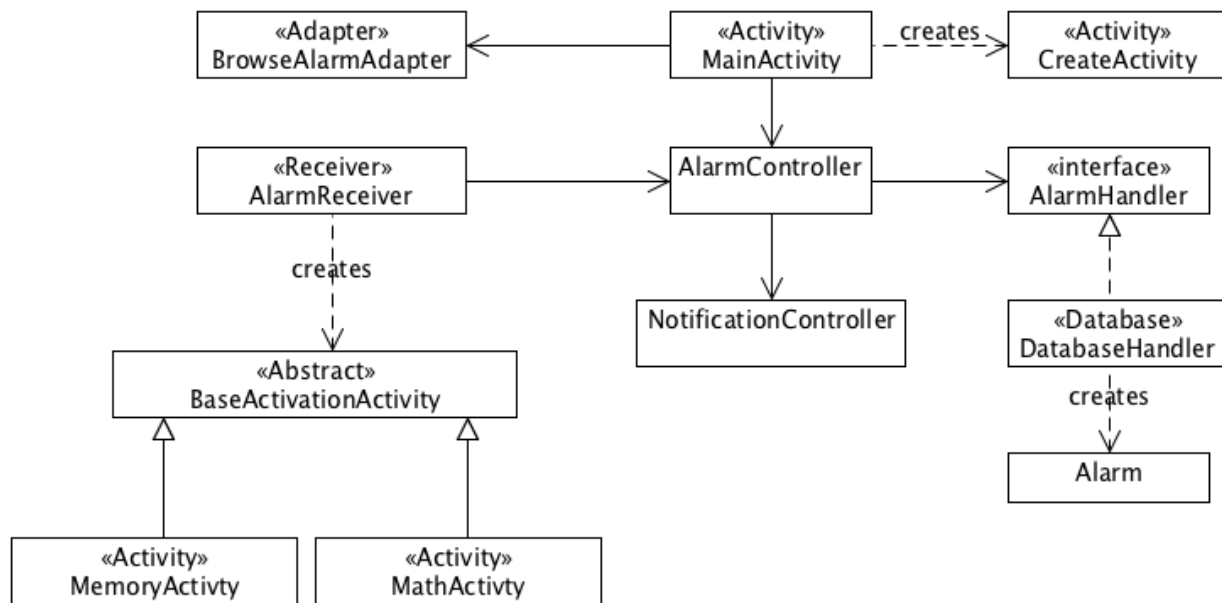 «Adapter»
BrowseAlarmAdapter
«Activity»
MainActivity
creates
«Activity»
CreateActivity
«Receiver»
AlarmReceiver
AlarmController
«interface»
AlarmHandler
creates
NotificationController
«Database»
DatabaseHandler
«Abstract»
BaseActivationActivity
creates
Alarm
«Activity»
MemoryActivty
«Activity»
MathActivty